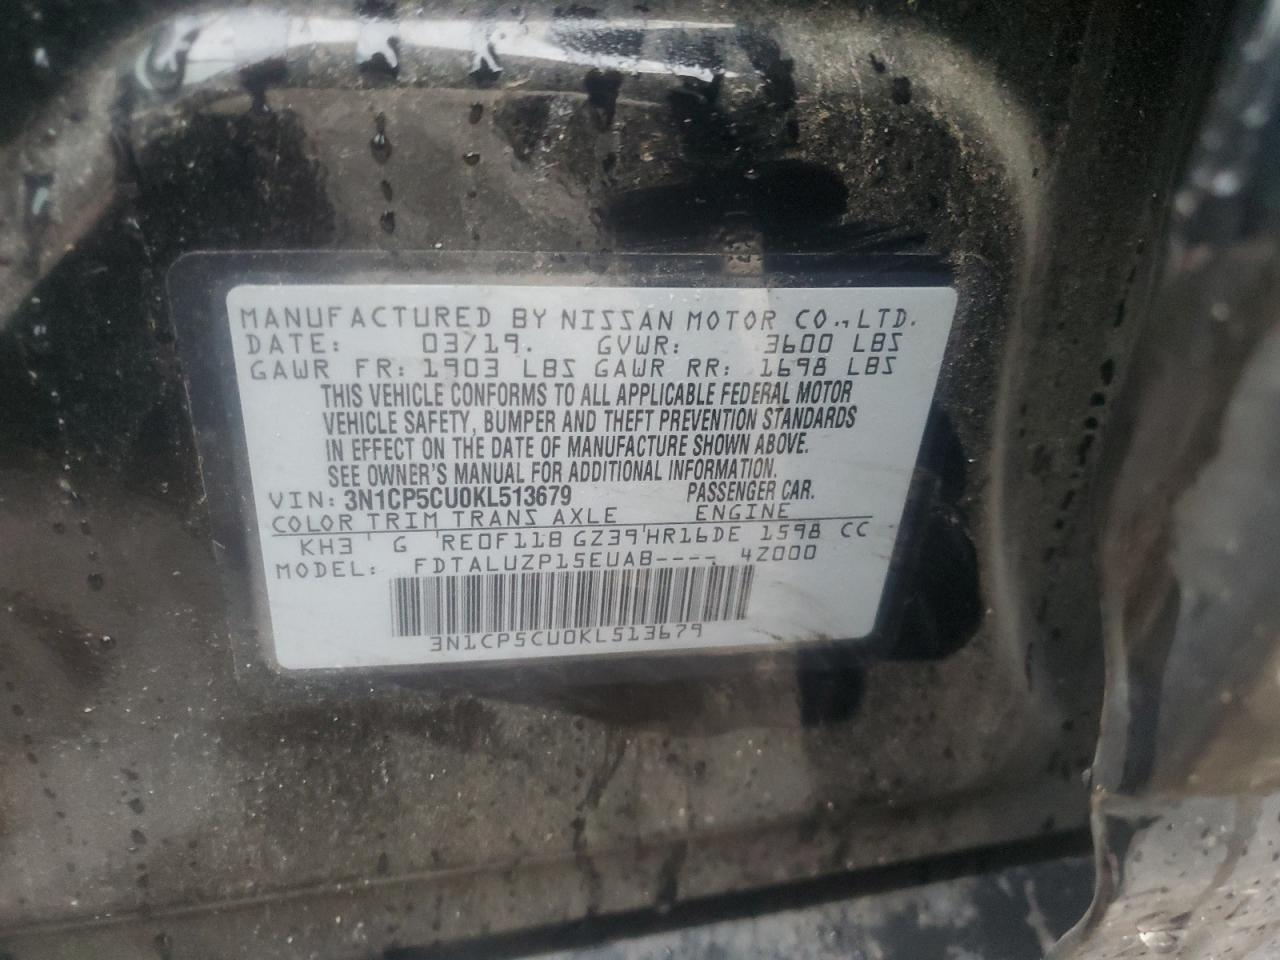 MANUFACTURED BY NISSAN MOTOR CO.,LTD.
DATE: 03/19. GVWR: 3600 LBS
GAWR FR: 1903 LBS GAWR RR: 1698 LBS
THIS VEHICLE CONFORMS TO ALL APPLICABLE FEDERAL MOTOR
VEHICLE SAFETY, BUMPER AND THEFT PREVENTION STANDARDS
IN EFFECT ON THE DATE OF MANUFACTURE SHOWN ABOVE.
SEE OWNER'S MANUAL FOR ADDITIONAL INFORMATION.
VIN: 3N1CP5CU0KL513679 PASSENGER CAR.
COLOR TRIM TRANS AXLE ENGINE
KH3 G RE0F11B GZ39 HR16DE 1598 CC
MODEL: FDTALUZP15EUAB----, 4Z000
3N1CP5CU0KL513679